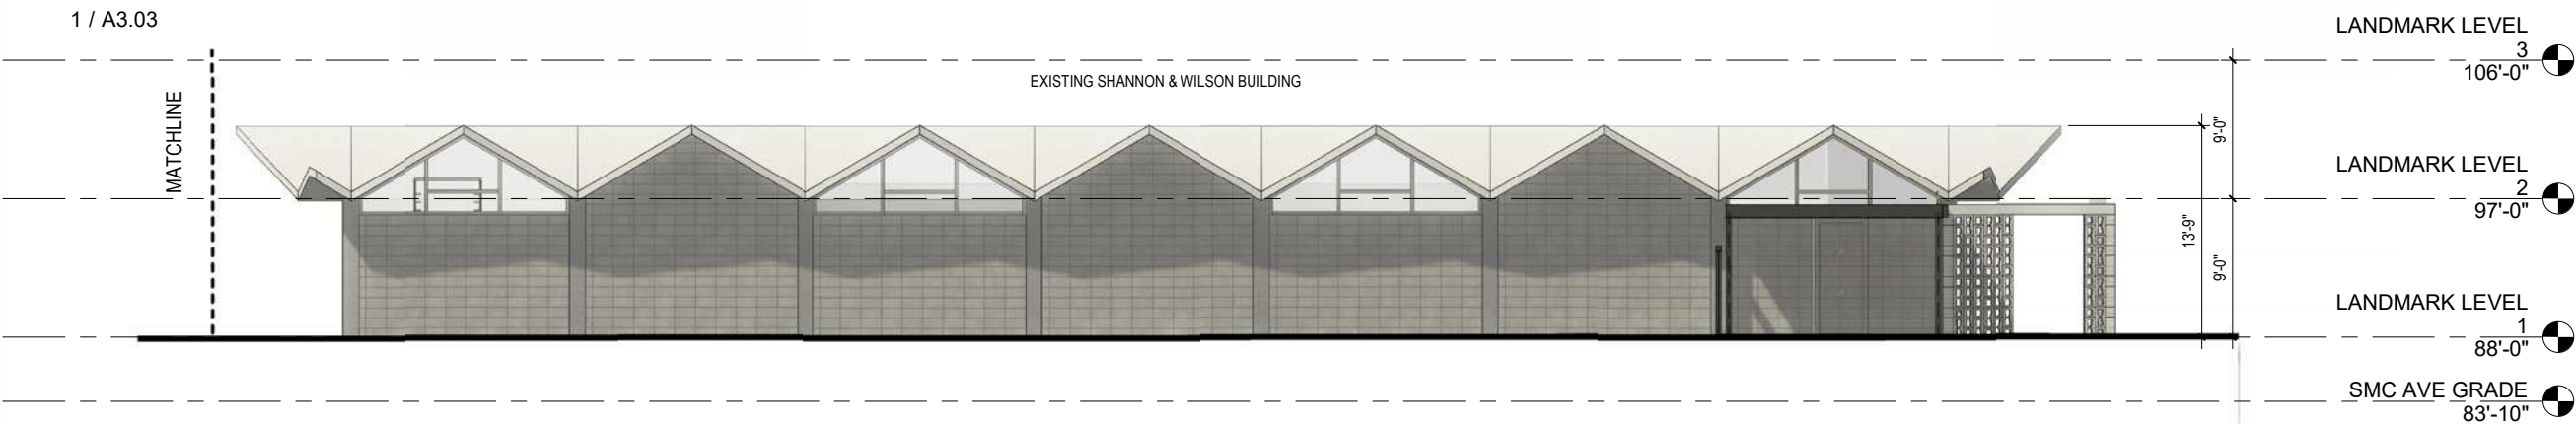 1 / A3.03
LANDMARK LEVEL
3
106'-0"
EXISTING SHANNON & WILSON BUILDING
MATCHLINE
9'-0"
LANDMARK LEVEL
2
97'-0"
13'-9"
9'-0"
LANDMARK LEVEL
1
88'-0"
SMC AVE GRADE
83'-10"